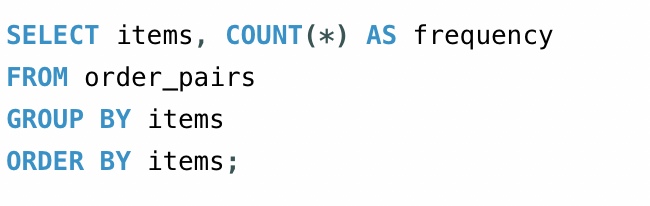 SELECT items, COUNT(*) AS frequency
FROM order_pairs
GROUP BY items
ORDER BY items;